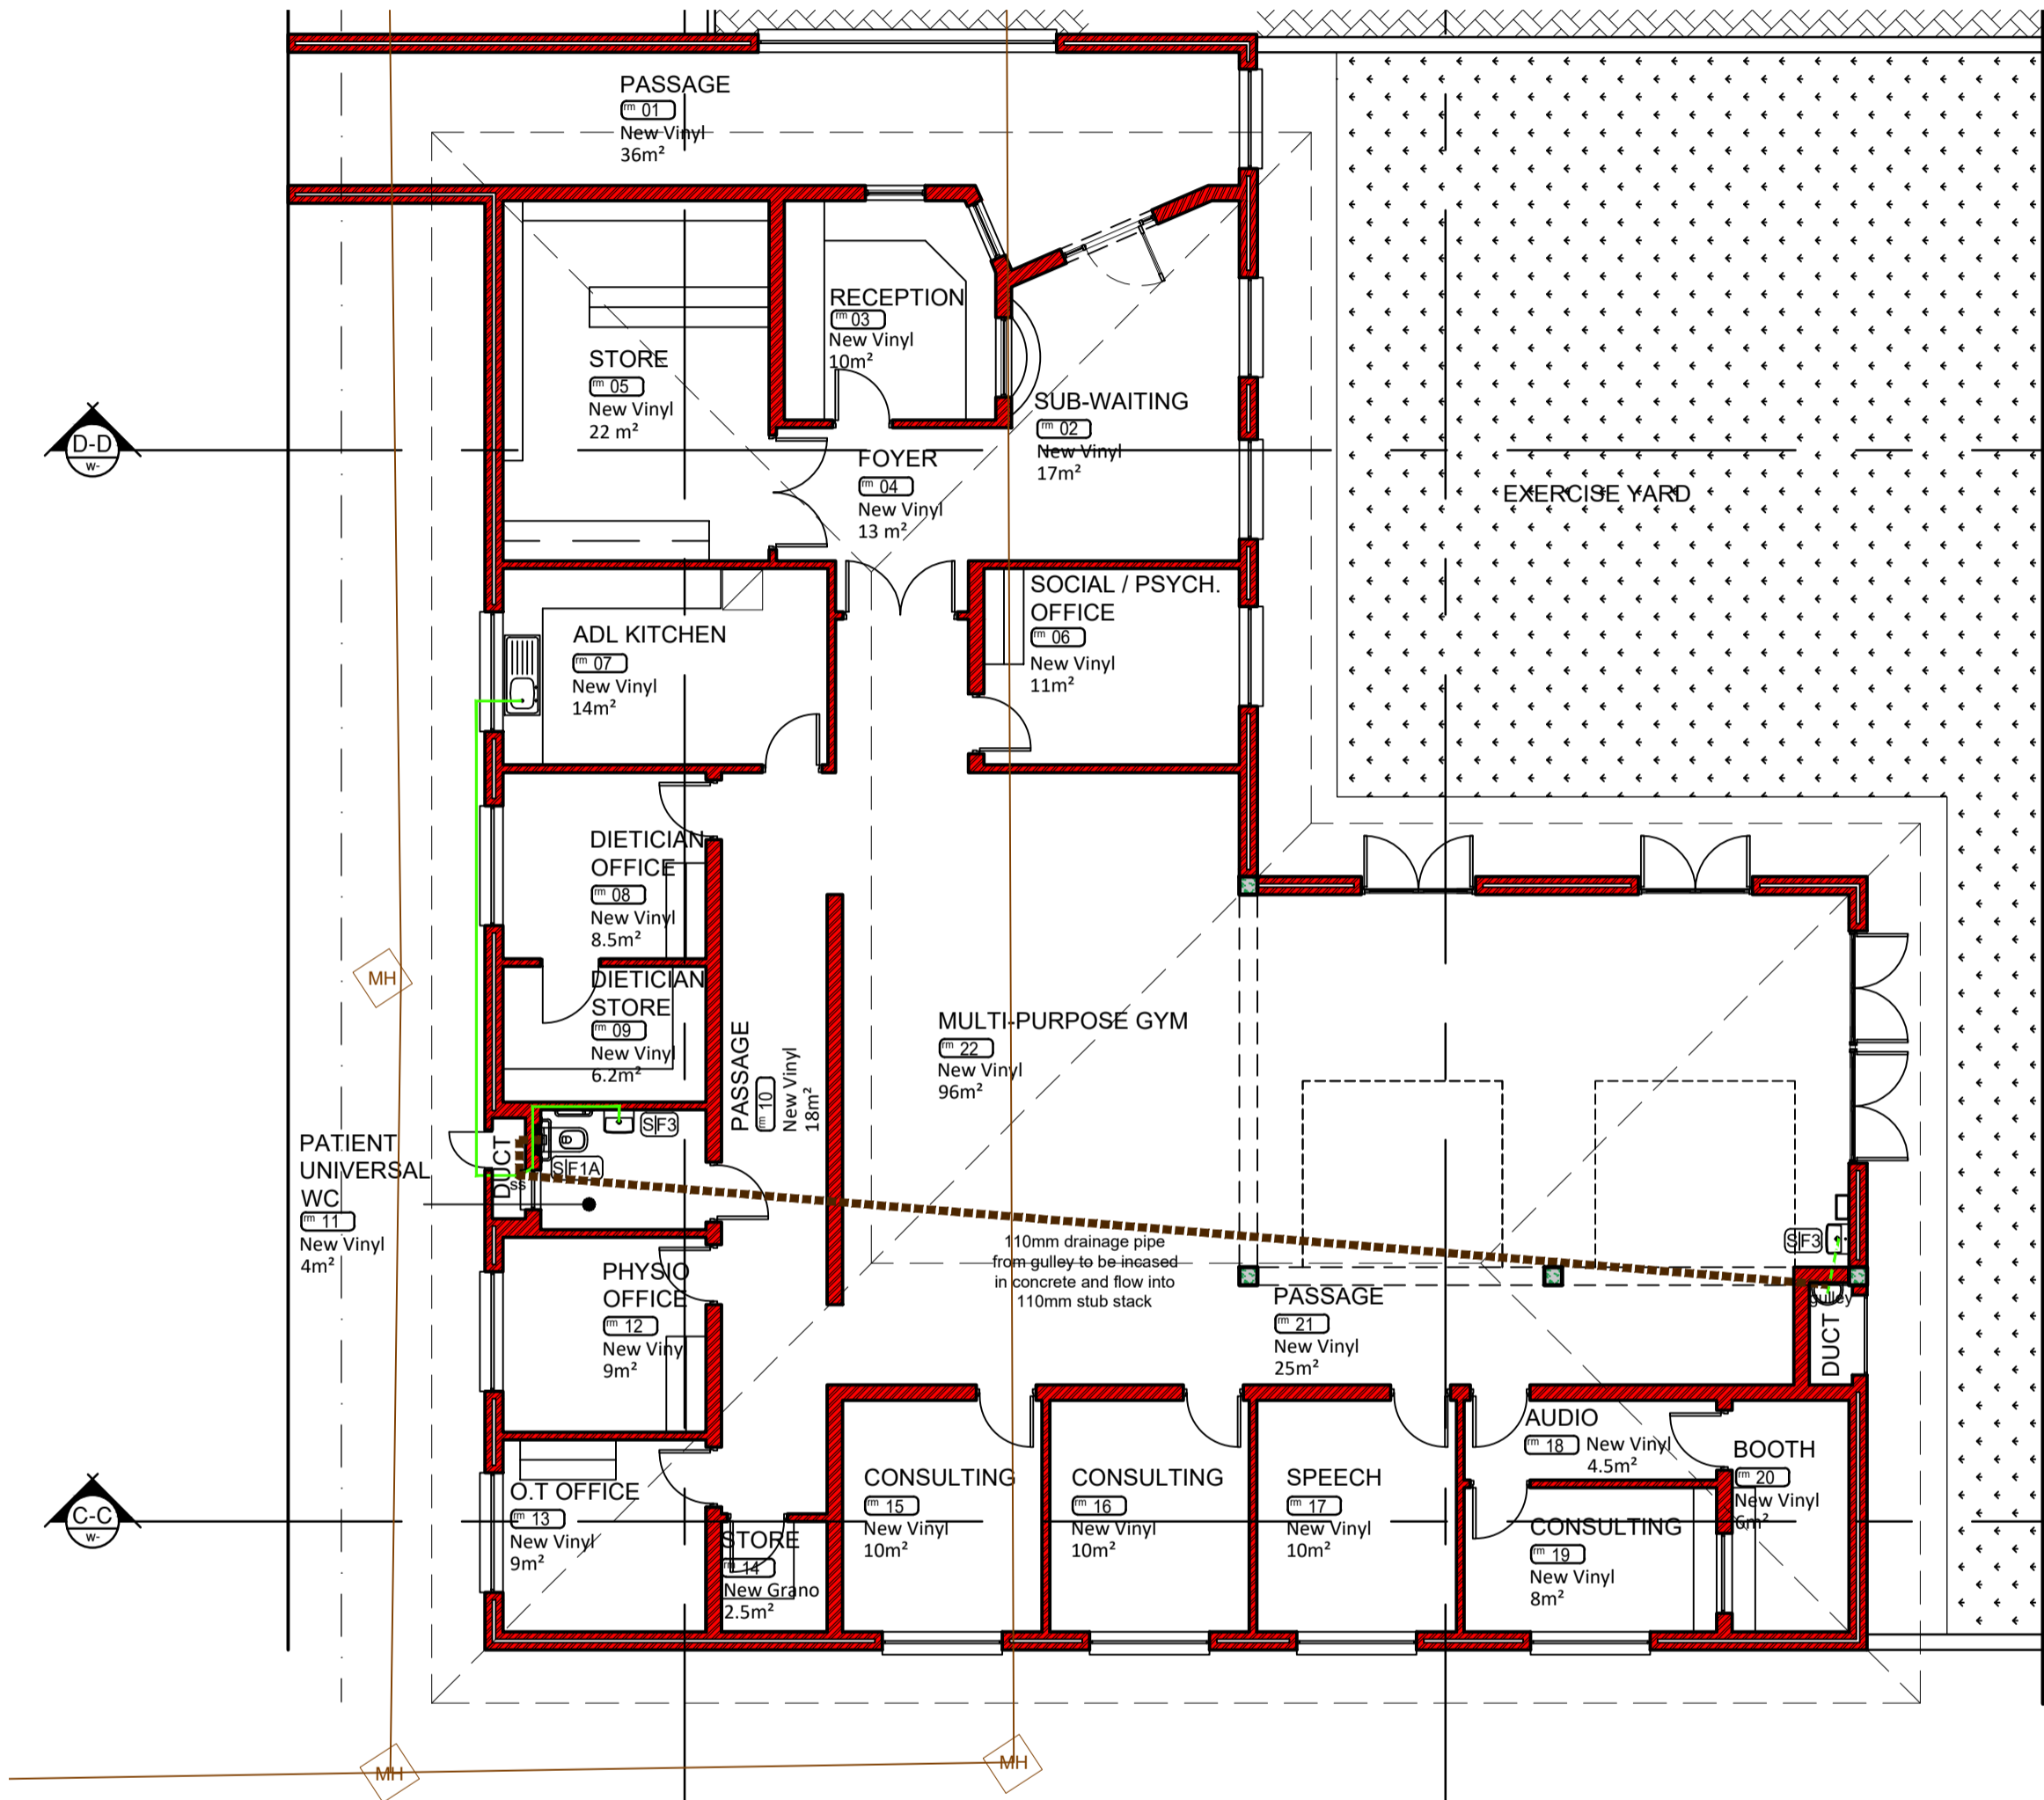 PASSAGE
rm 01
New Vinyl
36m²
RECEPTION
rm 03
New Vinyl
10m²
STORE
rm 05
New Vinyl
22 m²
SUB-WAITING
rm 02
New Vinyl
17m²
D-D
w-
FOYER
rm 04
New Vinyl
13 m²
EXERCISE YARD
SOCIAL / PSYCH.
OFFICE
rm 06
New Vinyl
11m²
ADL KITCHEN
rm 07
New Vinyl
14m²
DIETICIAN
OFFICE
rm 08
New Vinyl
8.5m²
MH
DIETICIAN
STORE
rm 09
New Vinyl
6.2m²
PASSAGE
rm 10
New Vinyl
18m²
MULTI-PURPOSE GYM
rm 22
New Vinyl
96m²
PATIENT
UNIVERSAL
WC
rm 11
New Vinyl
4m²
DUCT
SF3
SF1A
ss
110mm drainage pipe
from gulley to be incased
in concrete and flow into
110mm stub stack
SF3
gulley
DUCT
PHYSIO
OFFICE
rm 12
New Vinyl
9m²
PASSAGE
rm 21
New Vinyl
25m²
C-C
w-
O.T OFFICE
rm 13
New Vinyl
9m²
STORE
rm 14
New Grano
2.5m²
CONSULTING
rm 15
New Vinyl
10m²
CONSULTING
rm 16
New Vinyl
10m²
SPEECH
rm 17
New Vinyl
10m²
AUDIO
rm 18 New Vinyl
4.5m²
CONSULTING
rm 19
New Vinyl
8m²
BOOTH
rm 20
New Vinyl
6m²
MH
MH